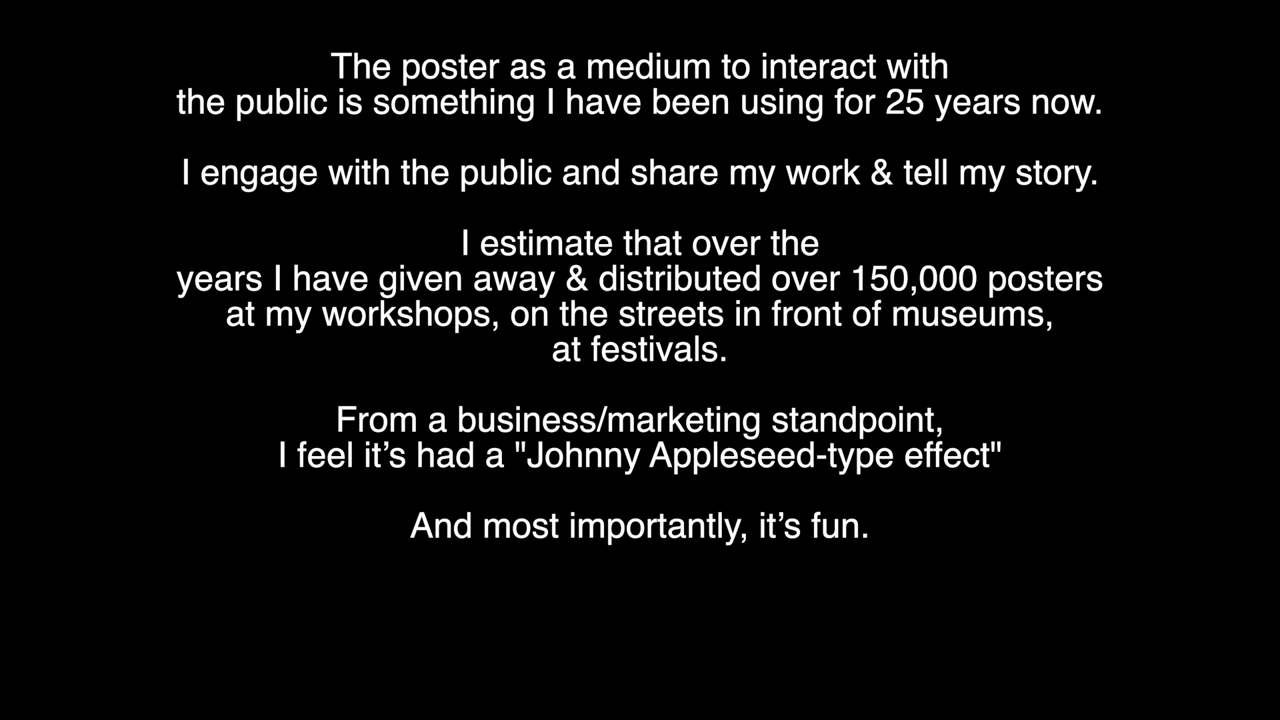 The poster as a medium to interact with
the public is something I have been using for 25 years now.
I engage with the public and share my work & tell my story.
I estimate that over the
years I have given away & distributed over 150,000 posters
at my workshops, on the streets in front of museums,
at festivals.
From a business/marketing standpoint,
I feel it’s had a "Johnny Appleseed-type effect"
And most importantly, it’s fun.